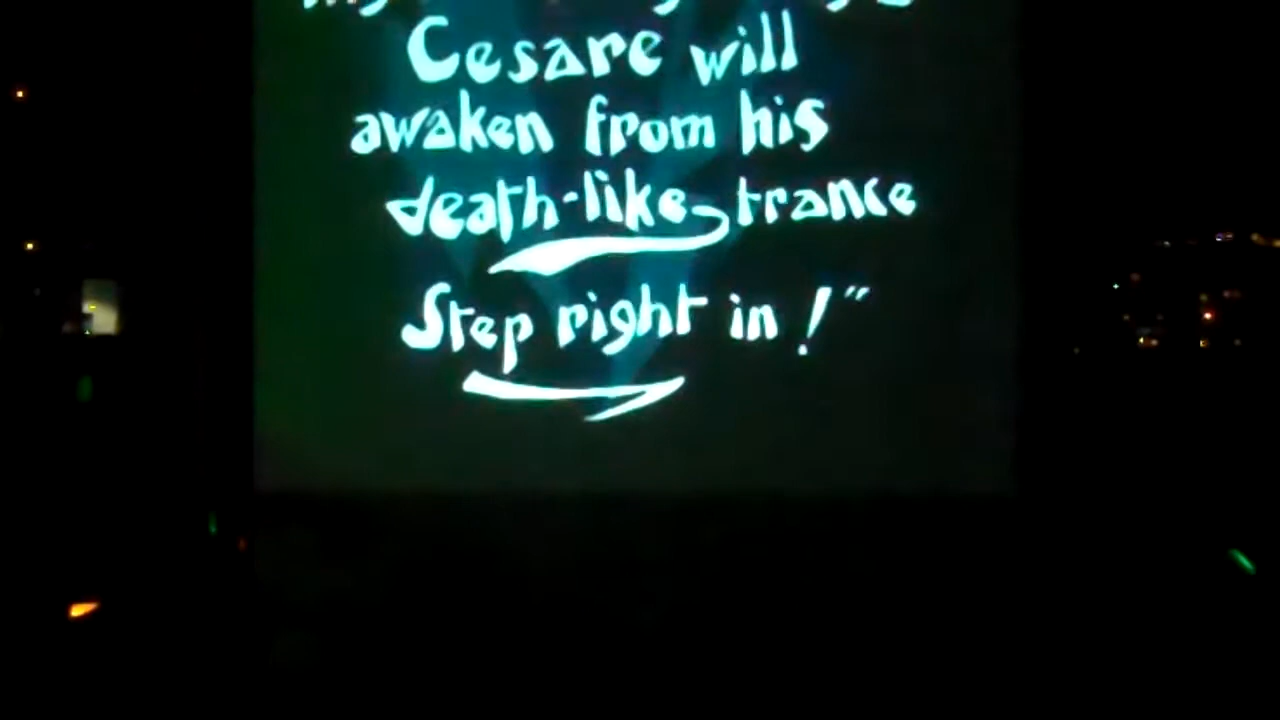 Cesare will
awaken from his
death-like trance
Step right in!"